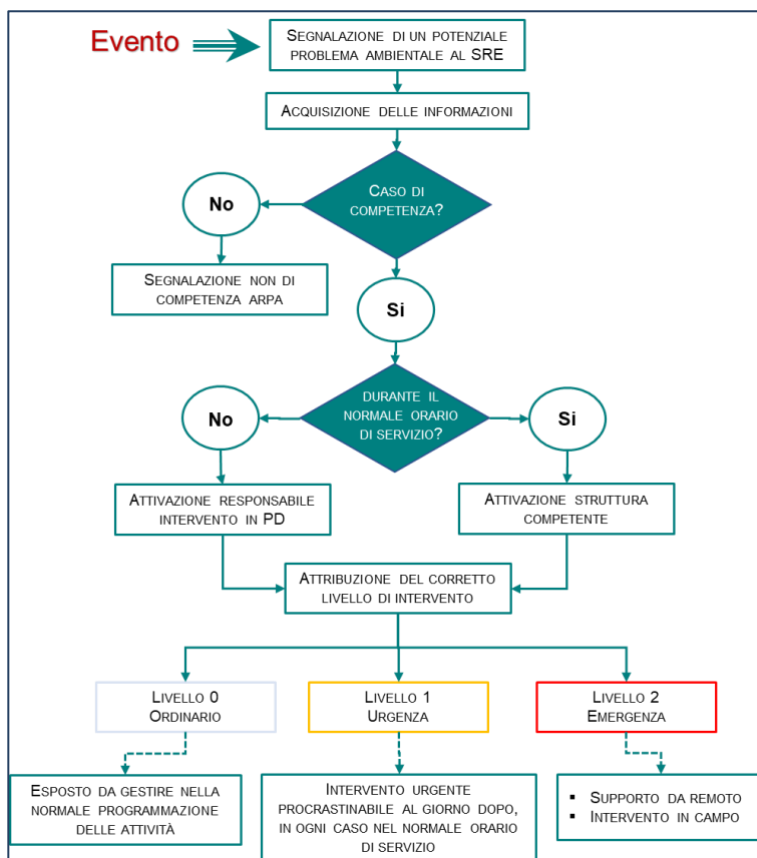 Evento
SEGNALAZIONE DI UN POTENZIALE
PROBLEMA AMBIENTALE AL SRE
ACQUISIZIONE DELLE INFORMAZIONI
CASO DI
COMPETENZA?
No
SEGNALAZIONE NON DI
COMPETENZA ARPA
Si
DURANTE IL
NORMALE ORARIO
DI SERVIZIO?
No
Si
ATTIVAZIONE RESPONSABILE
INTERVENTO IN PD
ATTIVAZIONE STRUTTURA
COMPETENTE
ATTRIBUZIONE DEL CORRETTO
LIVELLO DI INTERVENTO
LIVELLO 0
ORDINARIO
LIVELLO 1
URGENZA
LIVELLO 2
EMERGENZA
ESPOSTO DA GESTIRE NELLA
NORMALE PROGRAMMAZIONE
DELLE ATTIVITÀ
INTERVENTO URGENTE
PROCRASTINABILE AL GIORNO DOPO,
IN OGNI CASO NEL NORMALE ORARIO
DI SERVIZIO
▪ SUPPORTO DA REMOTO
▪ INTERVENTO IN CAMPO